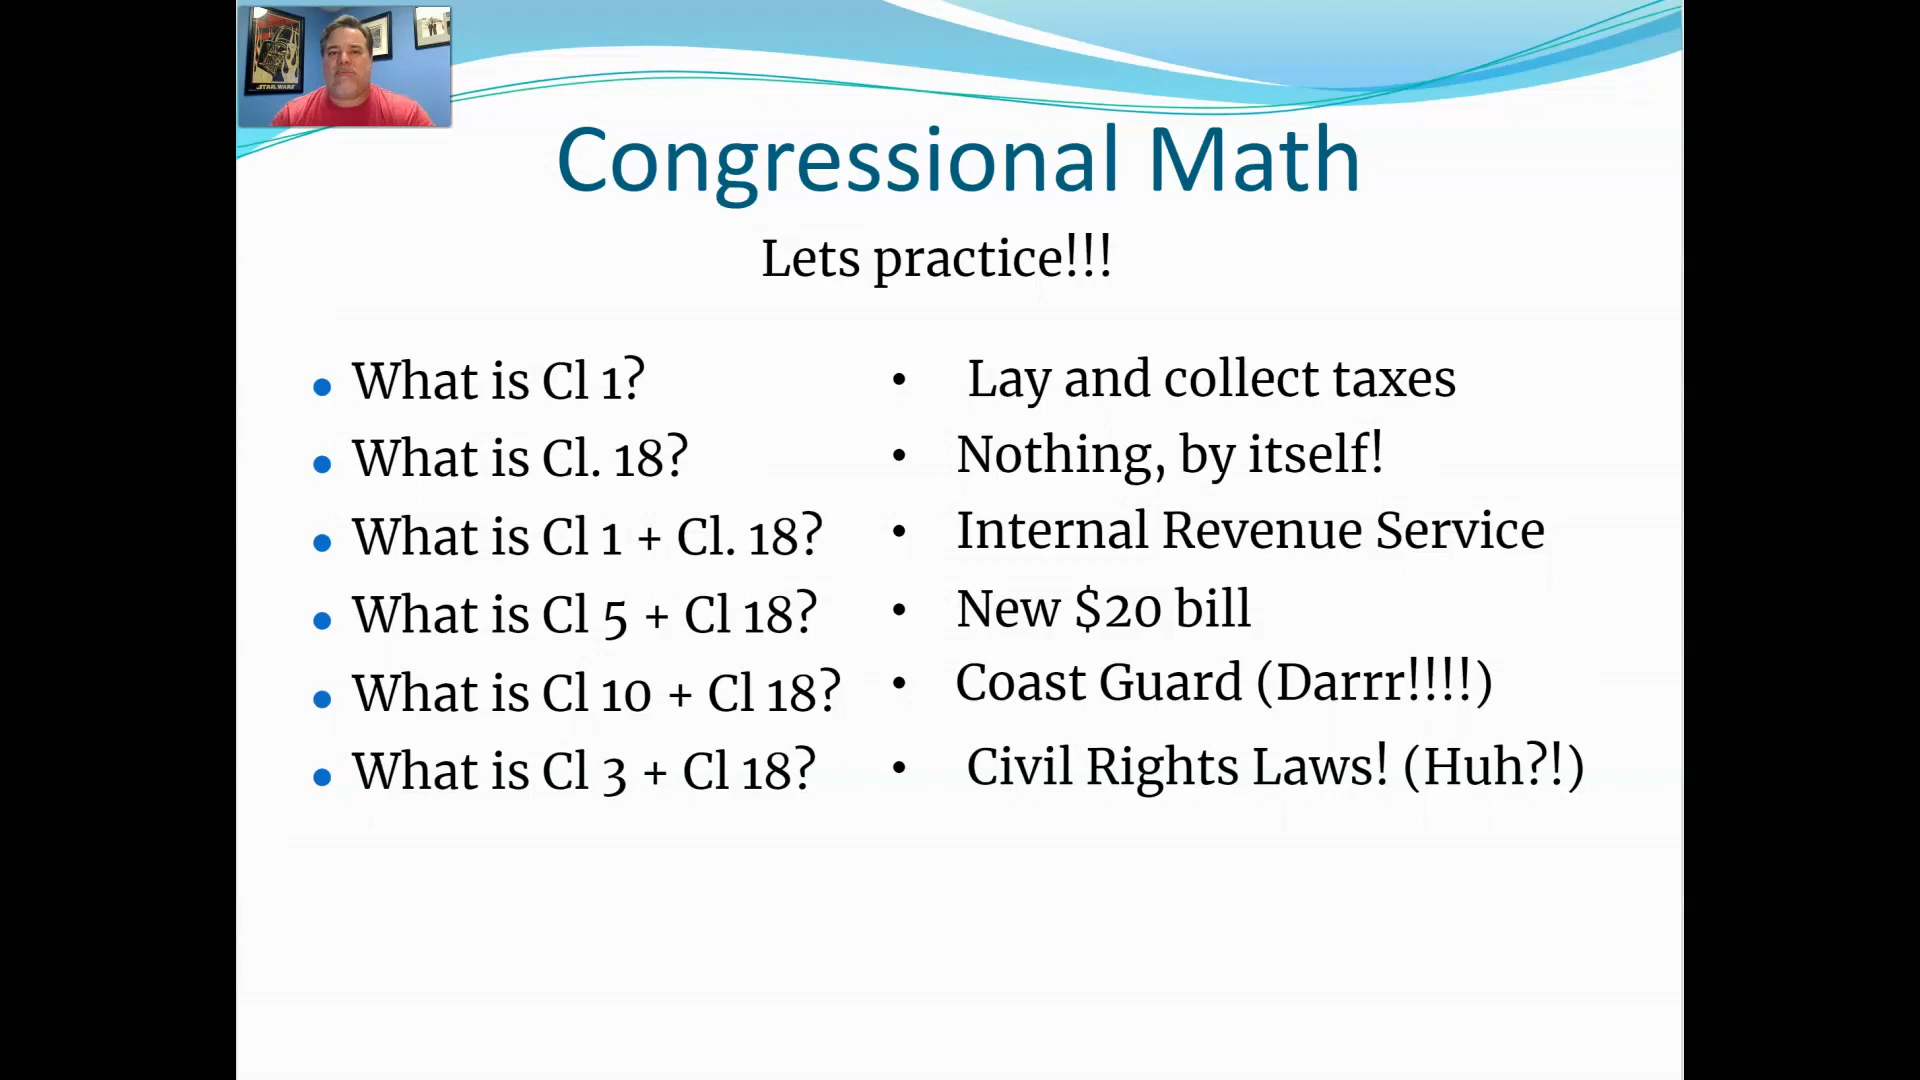 STAR WARS
Congressional Math
Lets practice!!!
What is Cl 1?
Lay and collect taxes
What is Cl. 18?
Nothing, by itself!
What is Cl 1 + Cl. 18?
Internal Revenue Service
What is Cl 5 + Cl 18?
New $20 bill
What is Cl 10 + Cl 18?
Coast Guard (Darrr!!!!)
What is Cl 3 + Cl 18?
Civil Rights Laws! (Huh?!)